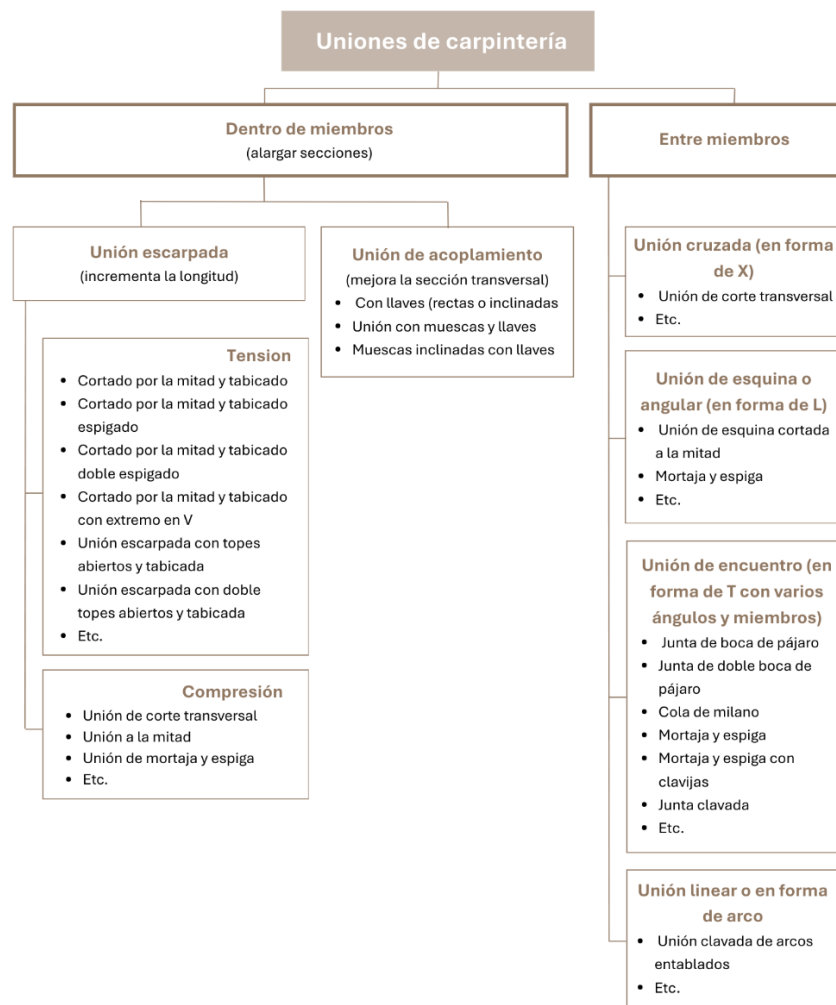 Uniones de carpintería
Dentro de miembros
(alargar secciones)
Entre miembros
Unión escarpada
(incrementa la longitud)
Unión de acoplamiento
(mejora la sección transversal)
• Con llaves (rectas o inclinadas
• Unión con muescas y llaves
• Muescas inclinadas con llaves
Tension
• Cortado por la mitad y tabicado
• Cortado por la mitad y tabicado
espigado
• Cortado por la mitad y tabicado
doble espigado
• Cortado por la mitad y tabicado
con extremo en V
• Unión escarpada con topes
abiertos y tabicada
• Unión escarpada con doble
topes abiertos y tabicada
• Etc.
Compresión
• Unión de corte transversal
• Unión a la mitad
• Unión de mortaja y espiga
• Etc.
Unión cruzada (en forma
de X)
• Unión de corte transversal
• Etc.
Unión de esquina o
angular (en forma de L)
• Unión de esquina cortada
a la mitad
• Mortaja y espiga
• Etc.
Unión de encuentro (en
forma de T con varios
ángulos y miembros)
• Junta de boca de pájaro
• Junta de doble boca de
pájaro
• Cola de milano
• Mortaja y espiga
• Mortaja y espiga con
clavijas
• Junta clavada
• Etc.
Unión linear o en forma
de arco
• Unión clavada de arcos
entablados
• Etc.